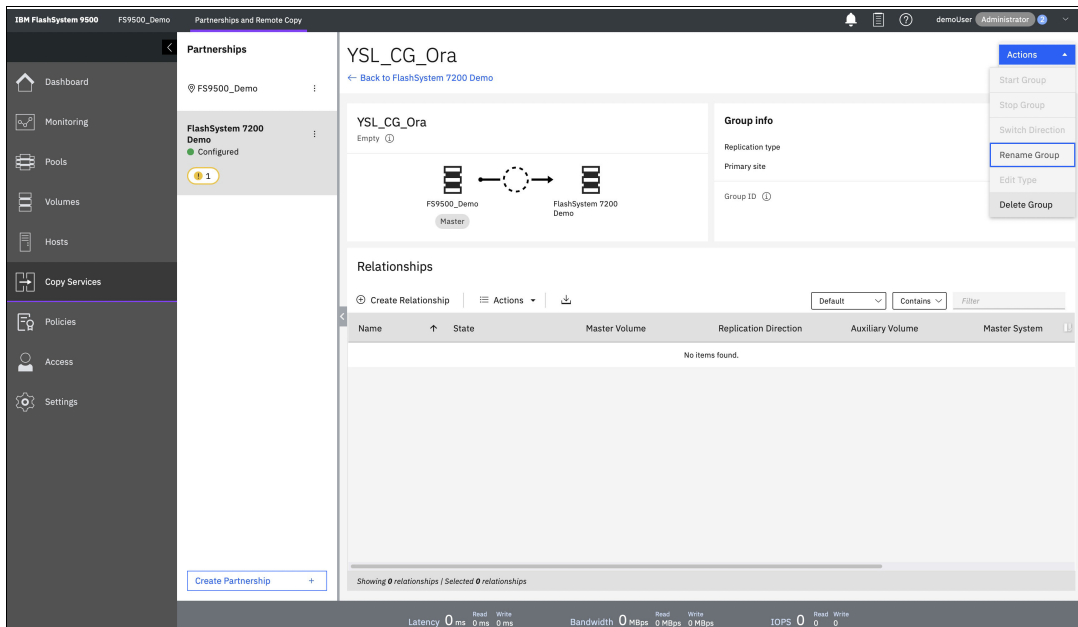 IBM FlashSystem 9500 FS9500_Demo Partnerships and Remote Copy demoUser Administrator 2
Dashboard
Monitoring
Pools
Volumes
Hosts
Copy Services
Policies
Access
Settings
Partnerships
FS9500_Demo
FlashSystem 7200
Demo
Configured
1
Create Partnership +
YSL_CG_Ora
← Back to FlashSystem 7200 Demo
Actions
Start Group
Stop Group
Switch Direction
Rename Group
Edit Type
Delete Group
YSL_CG_Ora
Empty
FS9500_Demo
Master
FlashSystem 7200
Demo
Group info
Replication type
Primary site
Group ID
Relationships
Create Relationship Actions Default Contains Filter
Name ↑ State Master Volume Replication Direction Auxiliary Volume Master System
No items found.
Showing 0 relationships | Selected 0 relationships
Latency 0 ms Read 0 ms Write 0 ms Bandwidth 0 MBps Read 0 MBps Write 0 MBps IOPS 0 Read 0 Write 0